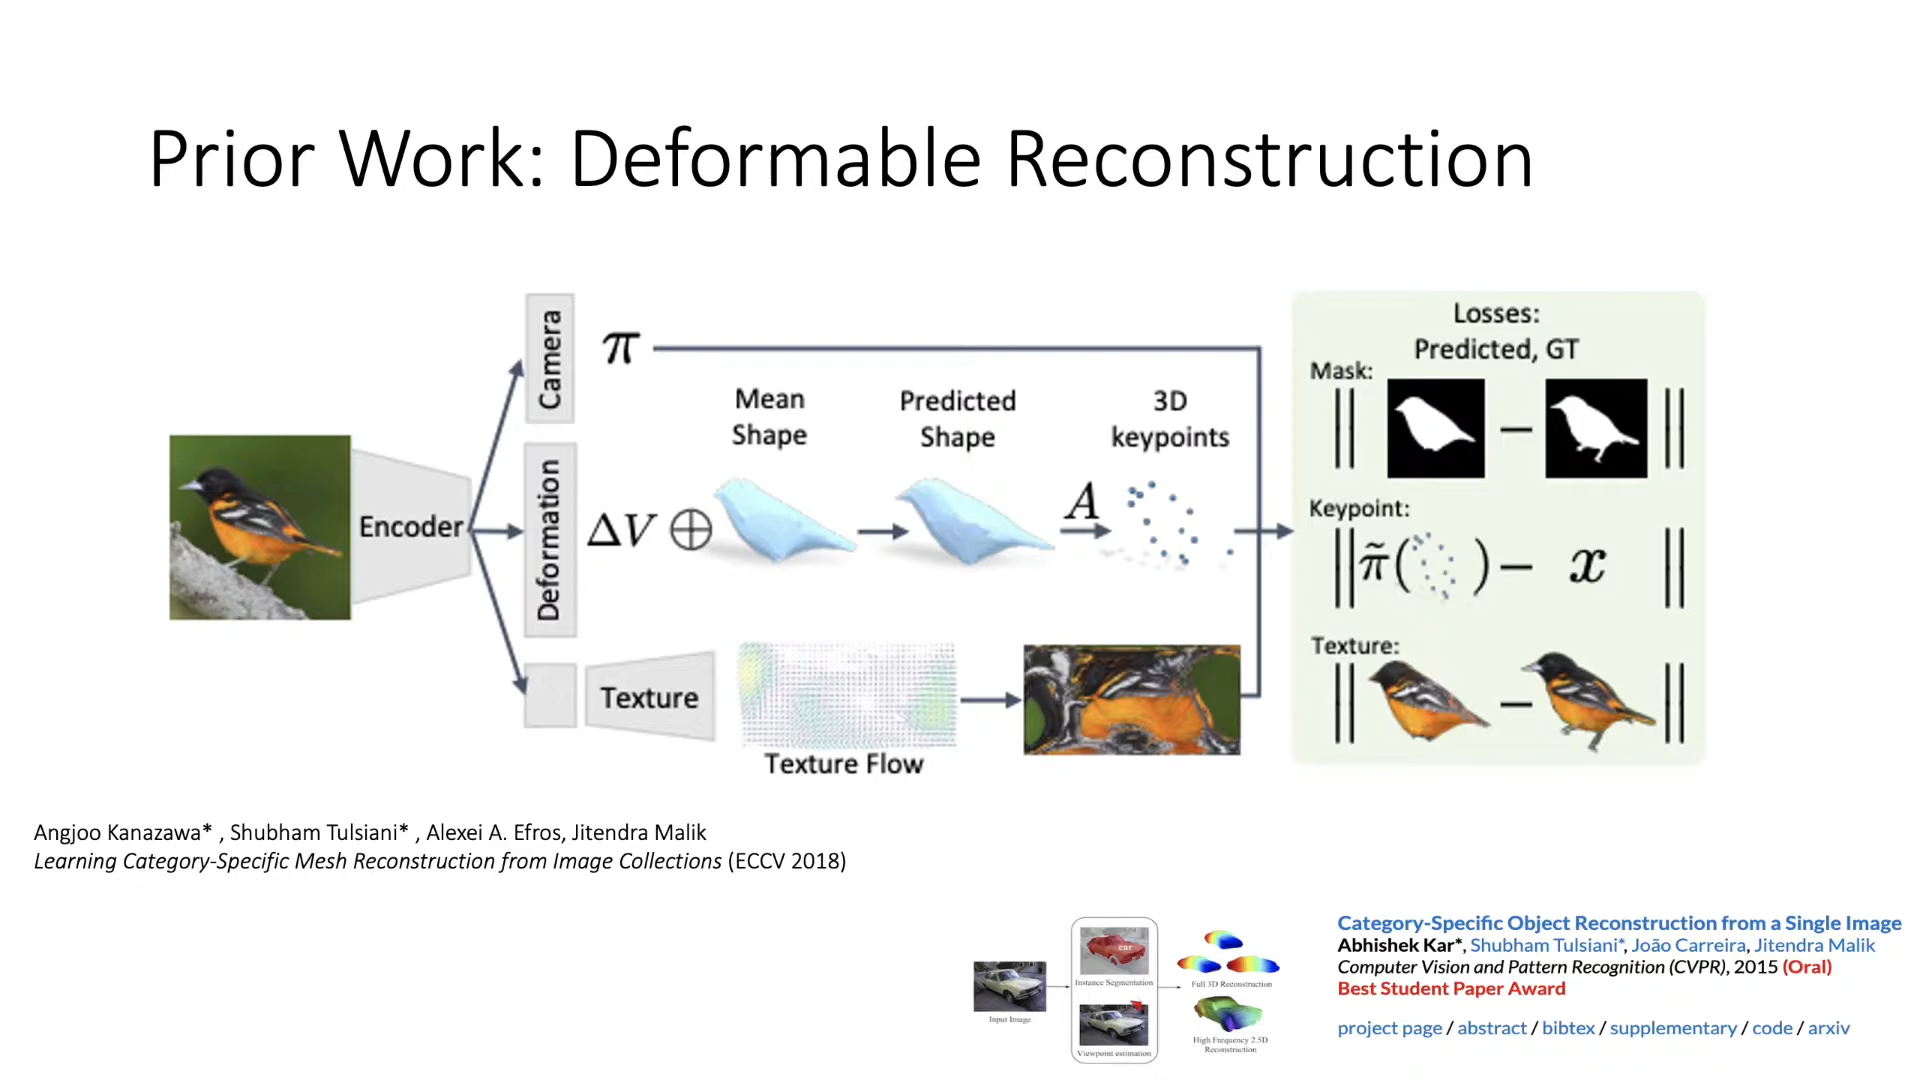 Prior Work: Deformable Reconstruction
Encoder
Camera
π
Deformation
ΔV ⊕
Mean
Shape
Predicted
Shape
A
3D
keypoints
Texture
Texture Flow
Losses:
Predicted, GT
Mask:
|| − ||
Keypoint:
|| π̃( ) − x ||
Texture:
|| − ||
Angjoo Kanazawa* , Shubham Tulsiani* , Alexei A. Efros, Jitendra Malik
Learning Category-Specific Mesh Reconstruction from Image Collections (ECCV 2018)
Input Image
car
Instance Segmentation
Viewpoint estimation
Full 3D Reconstruction
High Frequency 2.5D
Reconstruction
Category-Specific Object Reconstruction from a Single Image
Abhishek Kar*, Shubham Tulsiani*, João Carreira, Jitendra Malik
Computer Vision and Pattern Recognition (CVPR), 2015 (Oral)
Best Student Paper Award
project page / abstract / bibtex / supplementary / code / arxiv